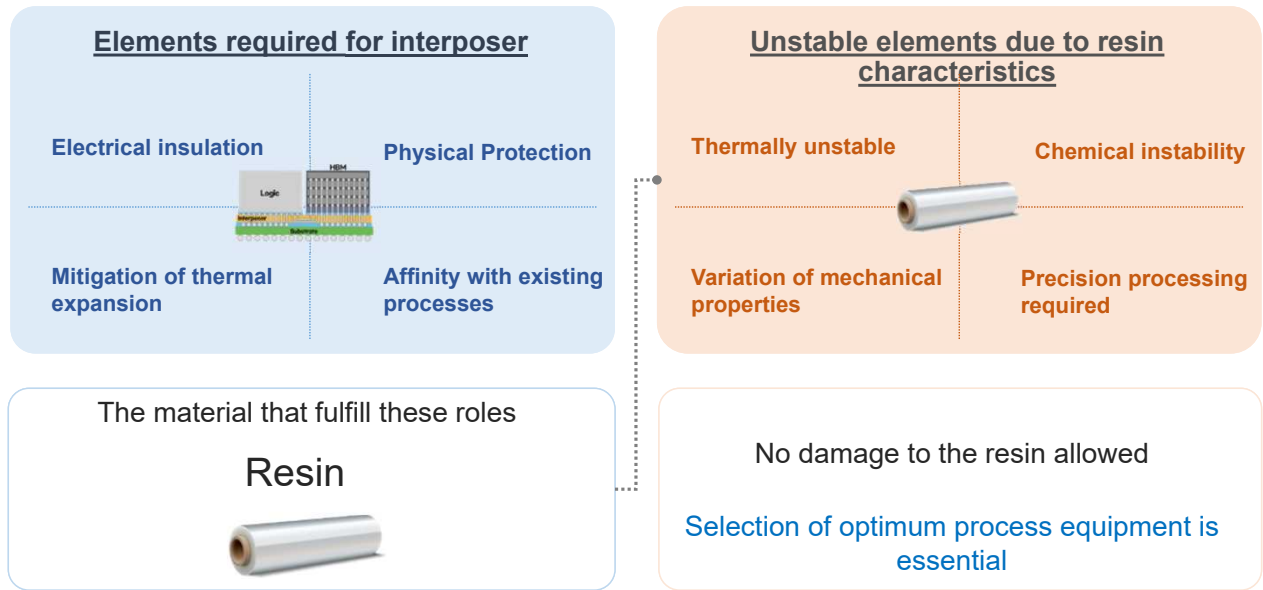 Elements required for interposer
Electrical insulation
Physical Protection
HBM
Logic
Interposer
Substrate
Mitigation of thermal
expansion
Affinity with existing
processes
The material that fulfill these roles
Resin
Unstable elements due to resin
characteristics
Thermally unstable
Chemical instability
Variation of mechanical
properties
Precision processing
required
No damage to the resin allowed
Selection of optimum process equipment is
essential